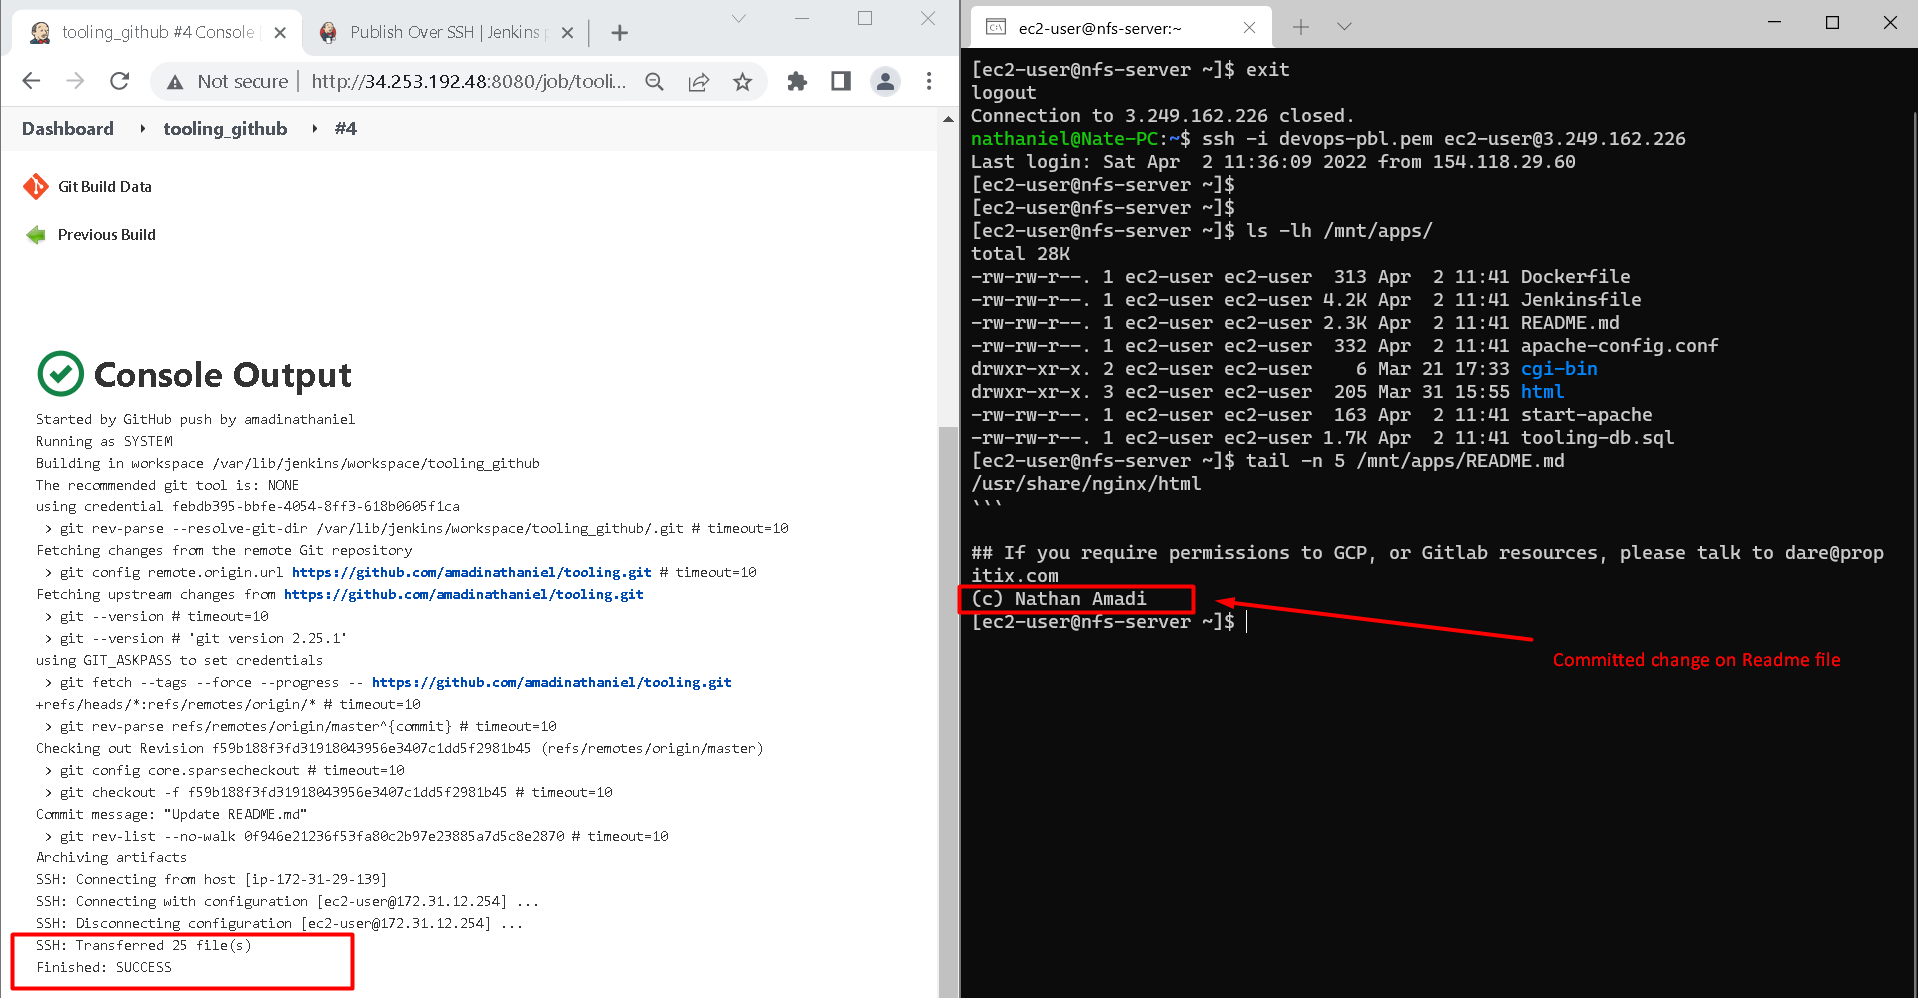 tooling_github #4 Console
Publish Over SSH | Jenkins p
Not secure
http://34.253.192.48:8080/job/tooli...
Dashboard
tooling_github
#4
Git Build Data
Previous Build
Console Output
Started by GitHub push by amadinathaniel
Running as SYSTEM
Building in workspace /var/lib/jenkins/workspace/tooling_github
The recommended git tool is: NONE
using credential febdb395-bbfe-4054-8ff3-618b0605f1ca
> git rev-parse --resolve-git-dir /var/lib/jenkins/workspace/tooling_github/.git # timeout=10
Fetching changes from the remote Git repository
> git config remote.origin.url https://github.com/amadinathaniel/tooling.git # timeout=10
Fetching upstream changes from https://github.com/amadinathaniel/tooling.git
> git --version # timeout=10
> git --version # 'git version 2.25.1'
using GIT_ASKPASS to set credentials
> git fetch --tags --force --progress -- https://github.com/amadinathaniel/tooling.git
+refs/heads/*:refs/remotes/origin/* # timeout=10
> git rev-parse refs/remotes/origin/master^{commit} # timeout=10
Checking out Revision f59b188f3fd31918043956e3407c1dd5f2981b45 (refs/remotes/origin/master)
> git config core.sparsecheckout # timeout=10
> git checkout -f f59b188f3fd31918043956e3407c1dd5f2981b45 # timeout=10
Commit message: "Update README.md"
> git rev-list --no-walk 0f946e21236f53fa80c2b97e23885a7d5c8e2870 # timeout=10
Archiving artifacts
SSH: Connecting from host [ip-172-31-29-139]
SSH: Connecting with configuration [ec2-user@172.31.12.254] ...
SSH: Disconnecting configuration [ec2-user@172.31.12.254] ...
SSH: Transferred 25 file(s)
Finished: SUCCESS
ec2-user@nfs-server:~
[ec2-user@nfs-server ~]$ exit
logout
Connection to 3.249.162.226 closed.
nathaniel@Nate-PC:~$ ssh -i devops-pbl.pem ec2-user@3.249.162.226
Last login: Sat Apr  2 11:36:09 2022 from 154.118.29.60
[ec2-user@nfs-server ~]$
[ec2-user@nfs-server ~]$
[ec2-user@nfs-server ~]$ ls -lh /mnt/apps/
total 28K
-rw-rw-r--. 1 ec2-user ec2-user  313 Apr  2 11:41 Dockerfile
-rw-rw-r--. 1 ec2-user ec2-user 4.2K Apr  2 11:41 Jenkinsfile
-rw-rw-r--. 1 ec2-user ec2-user 2.3K Apr  2 11:41 README.md
-rw-rw-r--. 1 ec2-user ec2-user  332 Apr  2 11:41 apache-config.conf
drwxr-xr-x. 2 ec2-user ec2-user    6 Mar 21 17:33 cgi-bin
drwxr-xr-x. 3 ec2-user ec2-user  205 Mar 31 15:55 html
-rw-rw-r--. 1 ec2-user ec2-user  163 Apr  2 11:41 start-apache
-rw-rw-r--. 1 ec2-user ec2-user 1.7K Apr  2 11:41 tooling-db.sql
[ec2-user@nfs-server ~]$ tail -n 5 /mnt/apps/README.md
/usr/share/nginx/html
```
## If you require permissions to GCP, or Gitlab resources, please talk to dare@prop
itix.com
(c) Nathan Amadi
[ec2-user@nfs-server ~]$
Committed change on Readme file